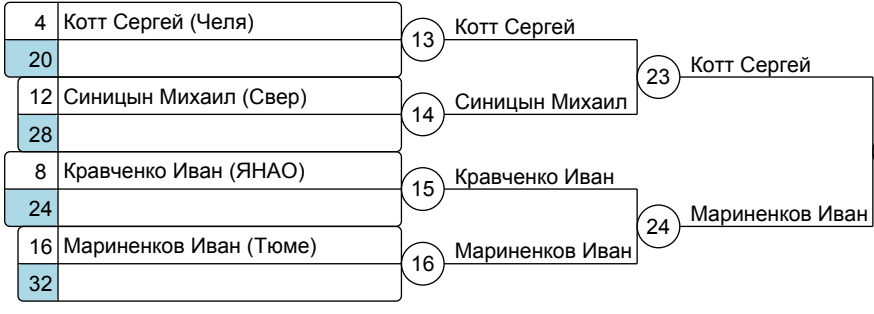 4 Котт Сергей (Челя)
20
13
Котт Сергей
12 Синицын Михаил (Свер)
28
14
Синицын Михаил
23
Котт Сергей
8 Кравченко Иван (ЯНАО)
24
15
Кравченко Иван
16 Мариненков Иван (Тюме)
32
16
Мариненков Иван
24
Мариненков Иван